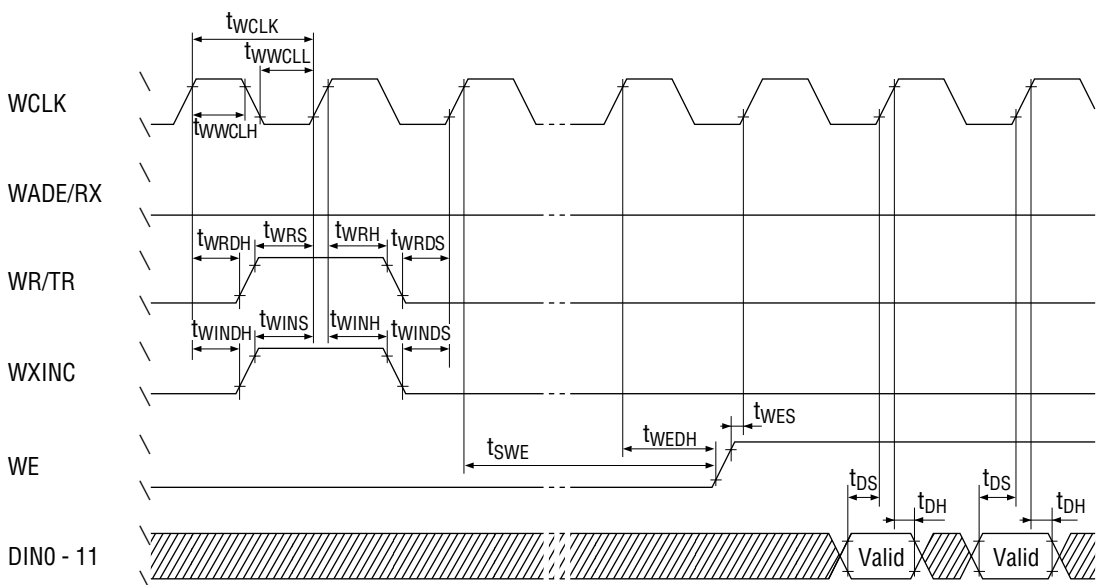 tWCLK
tWWCLL
WCLK
tWWCLH
WADE/RX
tWRDH tWRS tWRH tWRDS
WR/TR
tWINDH tWINS tWINH tWINDS
WXINC
tWES
tSWE tWEDH
WE
tDS tDS
tDH tDH
DIN0 - 11 Valid Valid